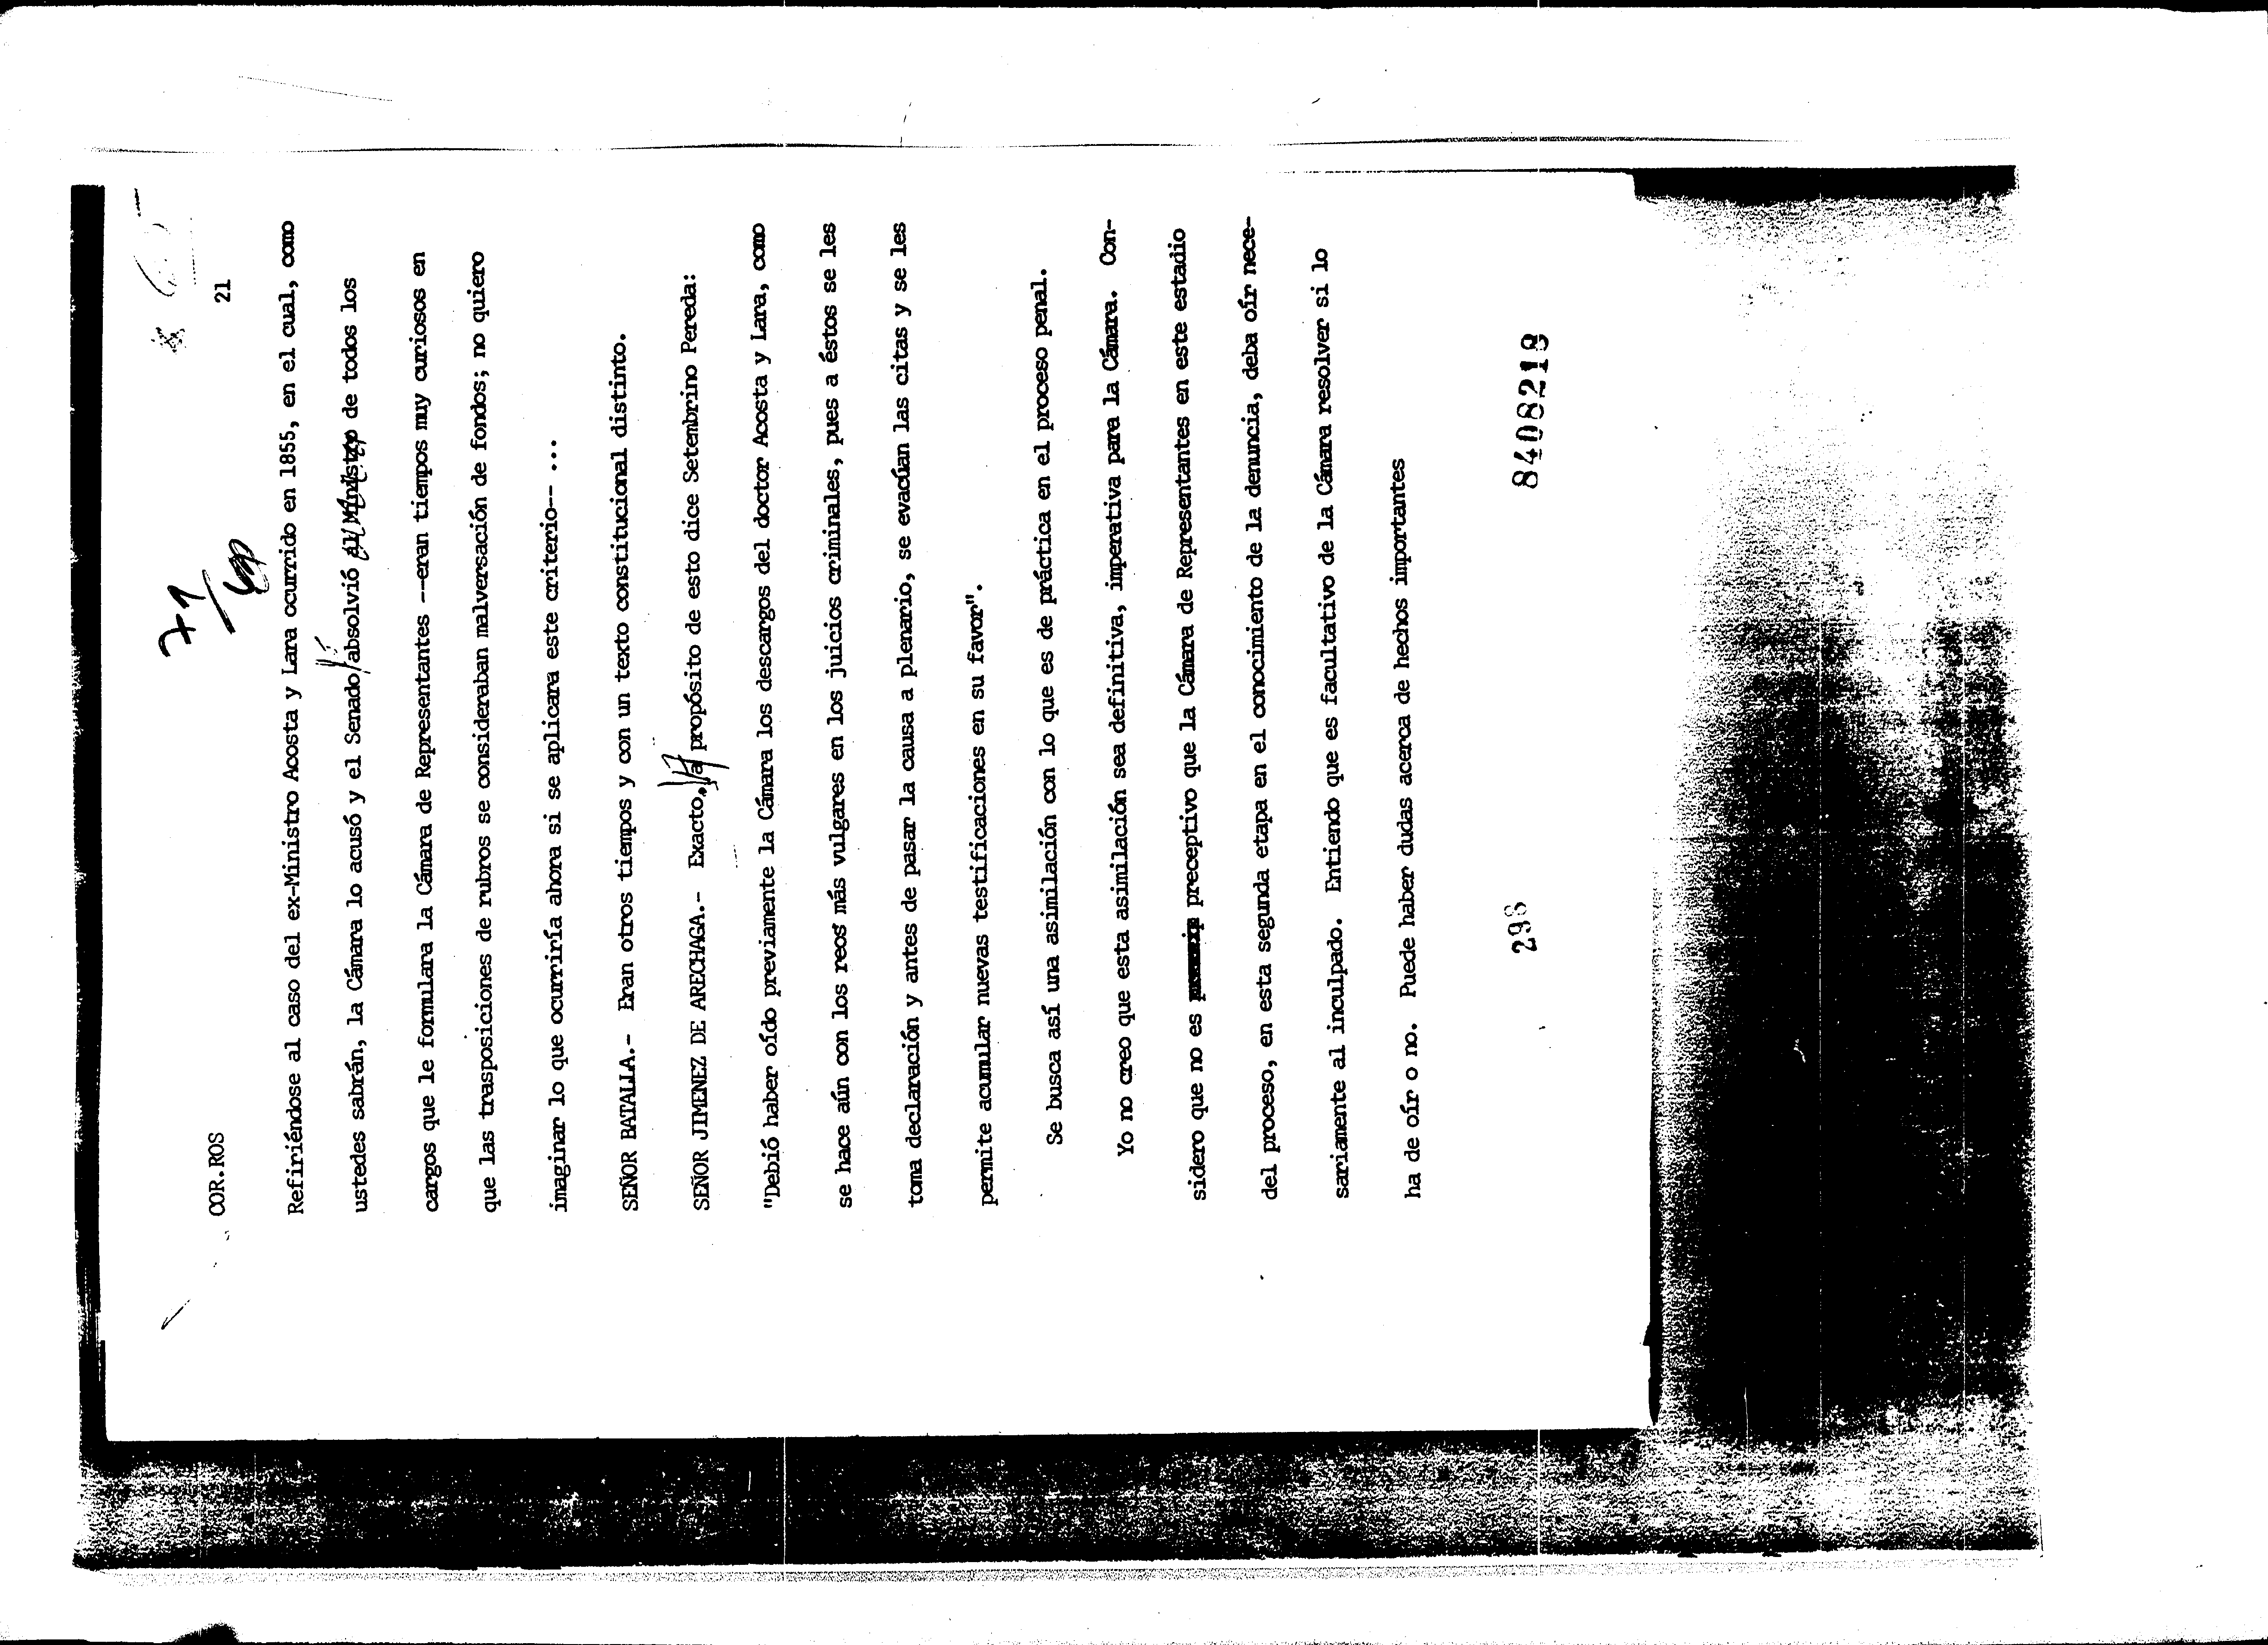 COR.ROS 21
71
Refiriéndose al caso del ex-Ministro Acosta y Lara ocurrido en 1855, en el cual, como
ustedes sabrán, la Cámara lo acusó y el Senado absolvió al Ministro de todos los
cargos que le formulara la Cámara de Representantes --eran tiempos muy curiosos en
que las trasposiciones de rubros se consideraban malversación de fondos; no quiero
imaginar lo que ocurriría ahora si se aplicara este criterio-- ...
SEÑOR BATALLA.- Eran otros tiempos y con un texto constitucional distinto.
SEÑOR JIMENEZ DE ARECHAGA.- Exacto, a propósito de esto dice Setembrino Pereda:
"Debió haber oído previamente la Cámara los descargos del doctor Acosta y Lara, como
se hace aún con los reos más vulgares en los juicios criminales, pues a éstos se les
toma declaración y antes de pasar la causa a plenario, se evacúan las citas y se les
permite acumular nuevas testificaciones en su favor".
Se busca así una asimilación con lo que es de práctica en el proceso penal.
Yo no creo que esta asimilación sea definitiva, imperativa para la Cámara. Con-
sidero que no es preceptivo que la Cámara de Representantes en este estadio
del proceso, en esta segunda etapa en el conocimiento de la denuncia, deba oír nece-
sariamente al inculpado. Entiendo que es facultativo de la Cámara resolver si lo
ha de oír o no. Puede haber dudas acerca de hechos importantes
298 8408219